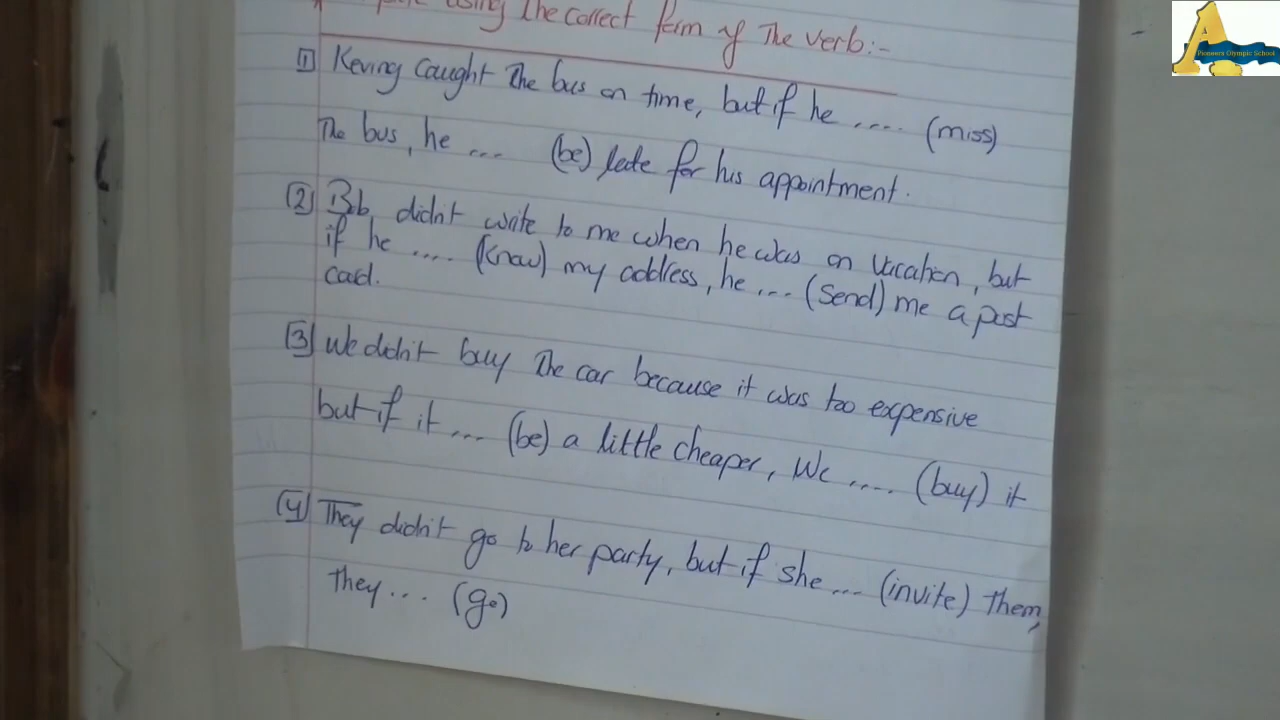 using the correct form of the verb:-
1 Keving caught the bus on time, but if he .... (miss)
The bus, he ... (be) late for his appointment.
(2) Bob didn't write to me when he was on vacation, but
if he .... (know) my address, he ... (send) me a post
card.
(3) We didn't buy the car because it was too expensive
but if it ... (be) a little cheaper, We .... (buy) it
(4) They didn't go to her party, but if she ... (invite) them,
they ... (go)
Pioneers Olympic School